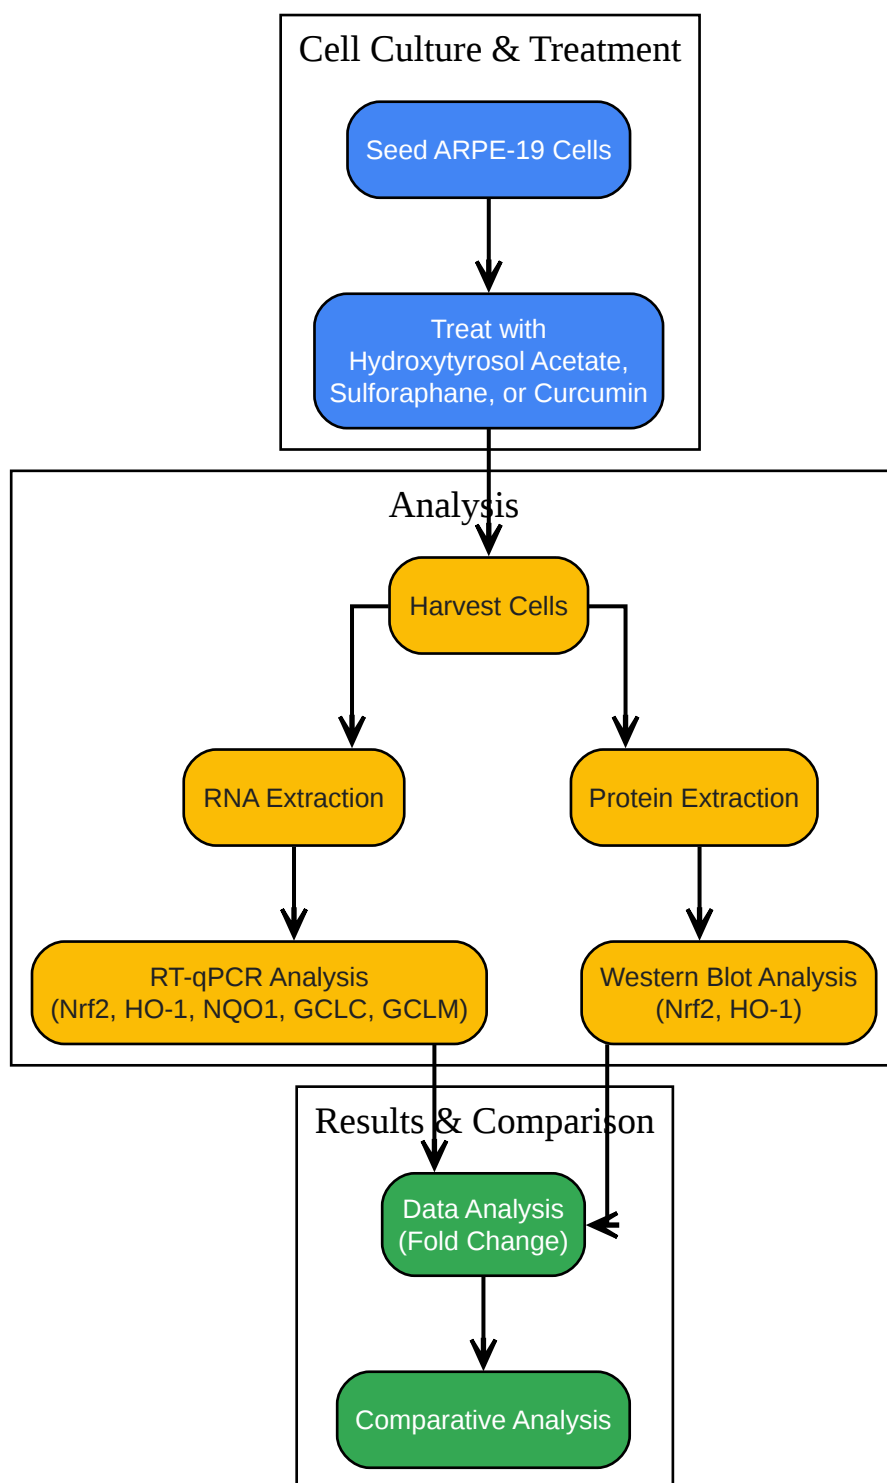 Cell Culture & Treatment
Seed ARPE-19 Cells
Treat with
Hydroxytyrosol Acetate,
Sulforaphane, or Curcumin
Analysis
Harvest Cells
RNA Extraction
Protein Extraction
RT-qPCR Analysis
(Nrf2, HO-1, NQO1, GCLC, GCLM)
Western Blot Analysis
(Nrf2, HO-1)
Results & Comparison
Data Analysis
(Fold Change)
Comparative Analysis